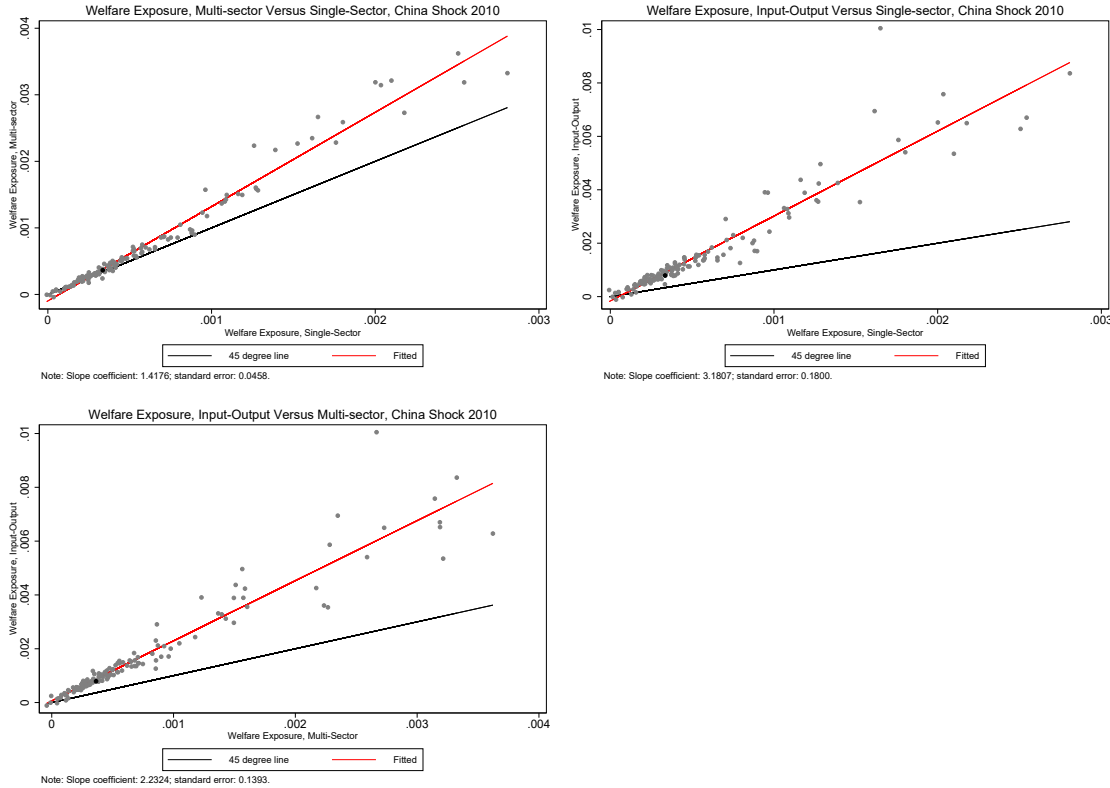 Welfare Exposure, Multi-sector Versus Single-Sector, China Shock 2010
Welfare Exposure, Multi-sector
.004
.003
.002
.001
0
0
.001
.002
.003
Welfare Exposure, Single-Sector
45 degree line
Fitted
Note: Slope coefficient: 1.4176; standard error: 0.0458.
Welfare Exposure, Input-Output Versus Single-sector, China Shock 2010
Welfare Exposure, Input-Output
.01
.008
.006
.004
.002
0
0
.001
.002
.003
Welfare Exposure, Single-Sector
45 degree line
Fitted
Note: Slope coefficient: 3.1807; standard error: 0.1800.
Welfare Exposure, Input-Output Versus Multi-sector, China Shock 2010
Welfare Exposure, Input-Output
.01
.008
.006
.004
.002
0
0
.001
.002
.003
.004
Welfare Exposure, Multi-Sector
45 degree line
Fitted
Note: Slope coefficient: 2.2324; standard error: 0.1393.